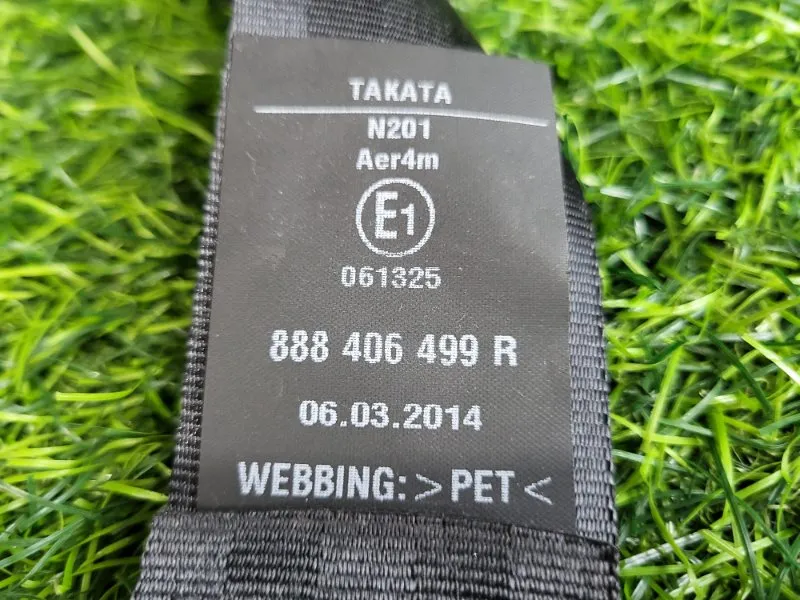 TAKATA
N201
Aer4m
E1
061325
888 406 499 R
06.03.2014
WEBBING: >PET<